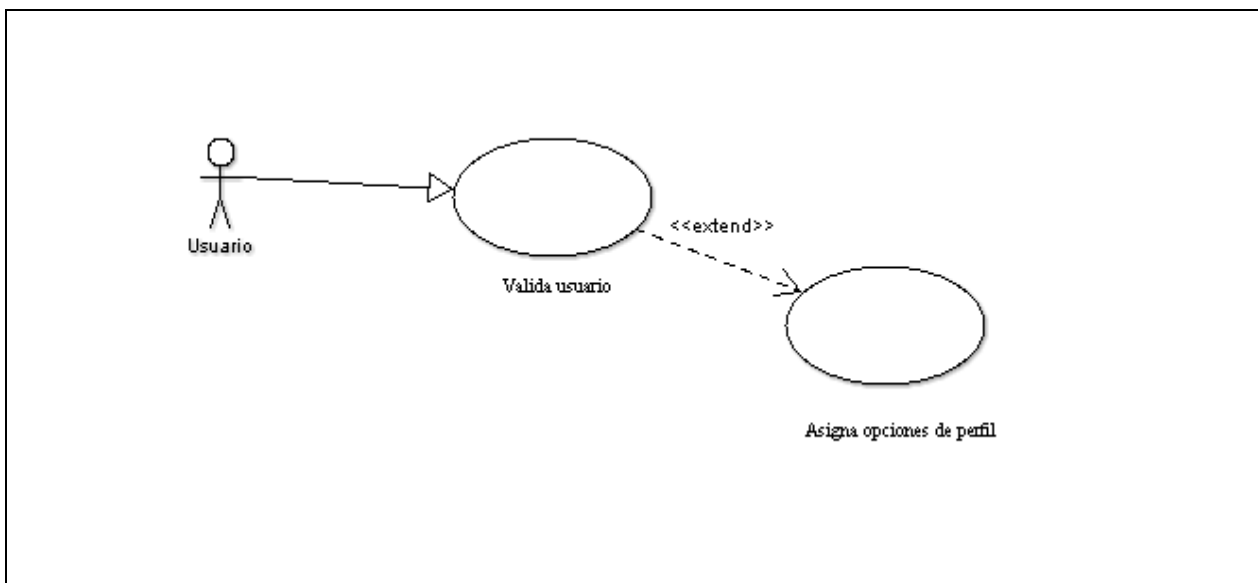 Usuario
Valida usuario
<<extend>>
Asigna opciones de perfil